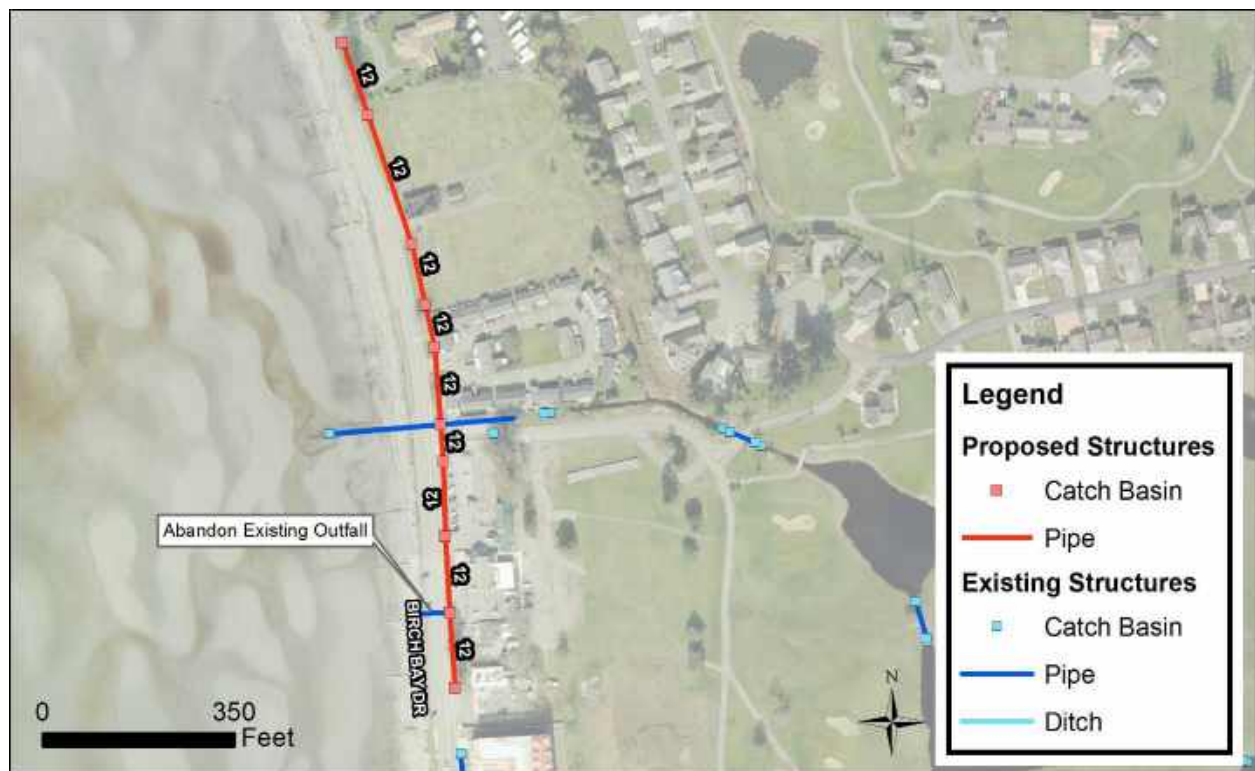 12
12
12
12
12
12
12
12
12
Abandon Existing Outfall
BIRCH BAY DR
0 350
Feet
N
Legend
Proposed Structures
Catch Basin
Pipe
Existing Structures
Catch Basin
Pipe
Ditch